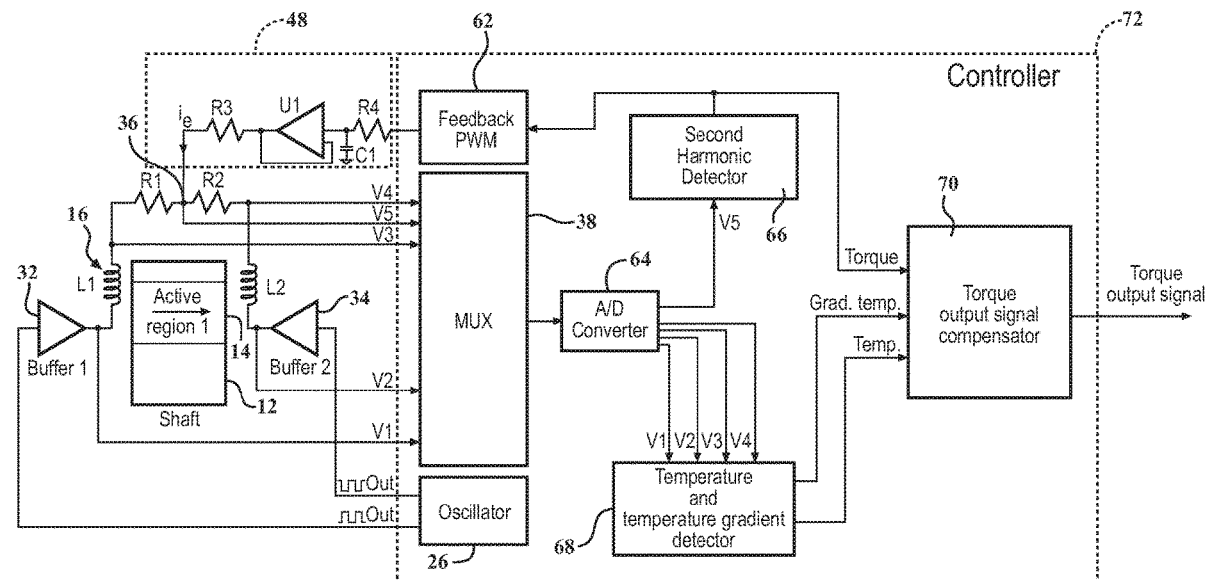 48
62
72
Controller
R3
U1
R4
ie
C1
Feedback
PWM
Second
Harmonic
Detector
66
36
R1
R2
V4
V5
V3
38
V5
70
16
L1
L2
32
34
64
Active
region 1
14
12
Shaft
Buffer 1
Buffer 2
MUX
A/D
Converter
Torque
Grad. temp.
Temp.
Torque
output signal
compensator
Torque
output signal
V2
V1
V1
V2
V3
V4
Out
Out
Oscillator
26
Temperature
and
temperature gradient
detector
68